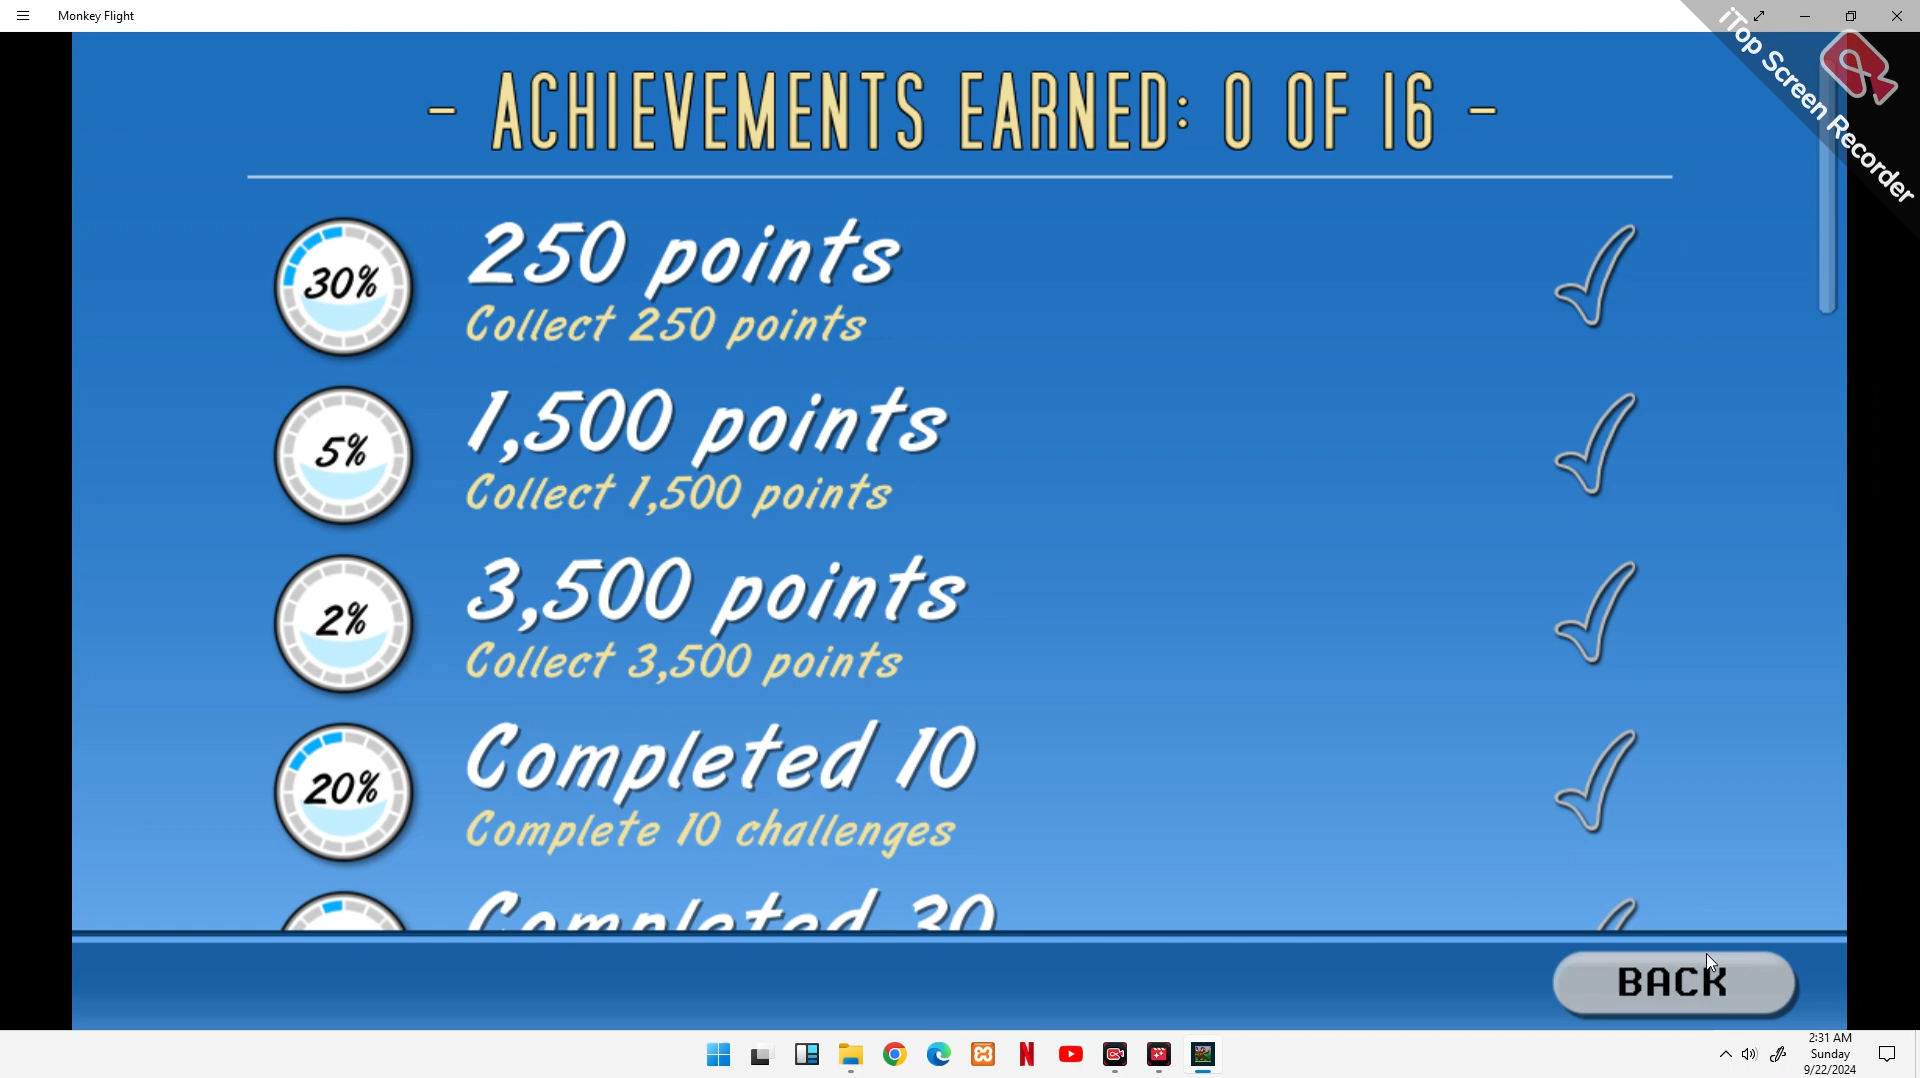 Monkey Flight
iTop Screen Recorder
- ACHIEVEMENTS EARNED: 0 OF 16 -
30%
250 points
Collect 250 points
5%
1,500 points
Collect 1,500 points
2%
3,500 points
Collect 3,500 points
20%
Completed 10
Complete 10 challenges
Completed 30
BACK
2:31 AM
Sunday
9/22/2024